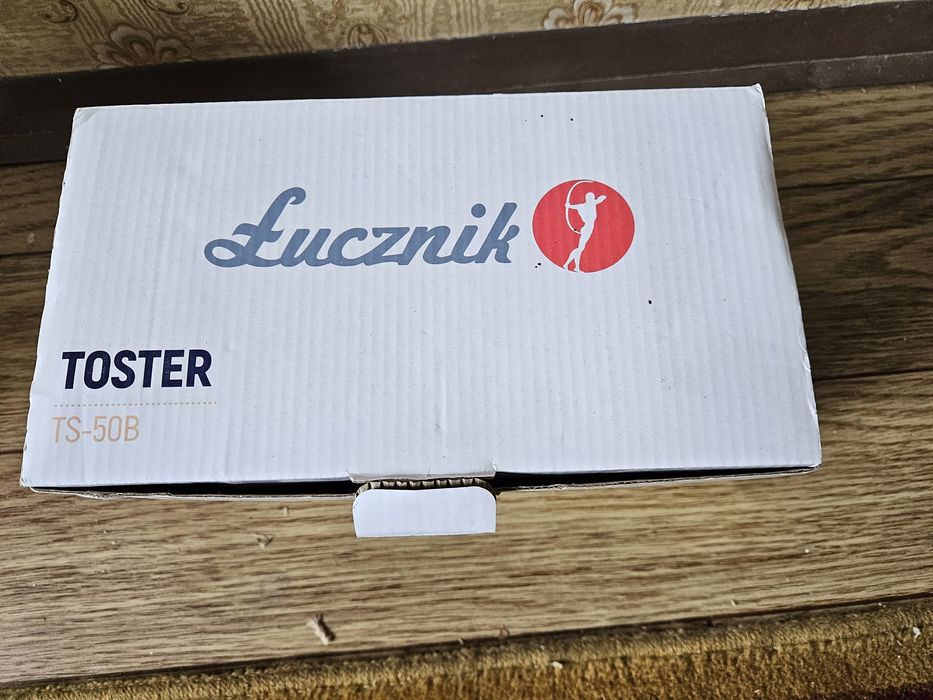 Łucznik
TOSTER
TS-50B